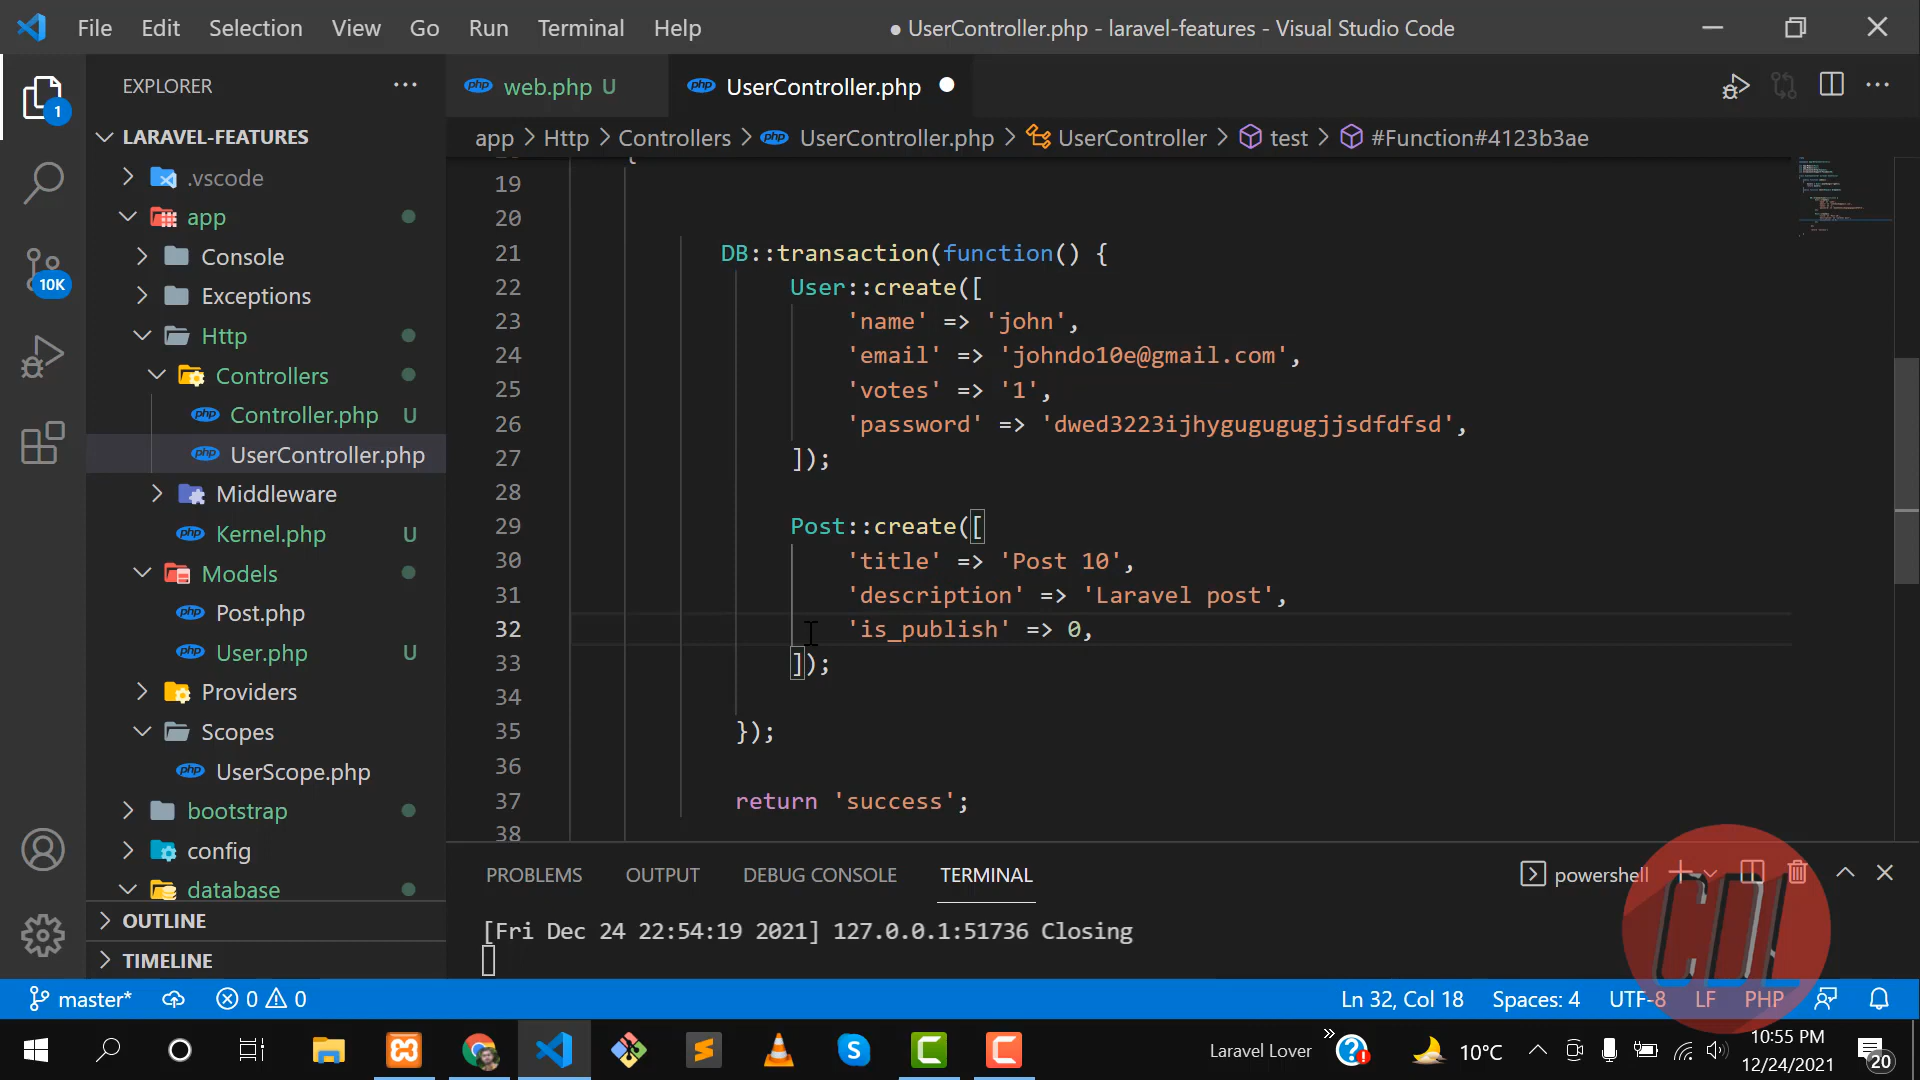 File Edit Selection View Go Run Terminal Help
● UserController.php - laravel-features - Visual Studio Code
EXPLORER ...
1
10K
LARAVEL-FEATURES
.vscode
app
Console
Exceptions
Http
Controllers
Controller.php U
UserController.php
Middleware
Kernel.php U
Models
Post.php
User.php U
Providers
Scopes
UserScope.php
bootstrap
config
database
OUTLINE
TIMELINE
php web.php U
php UserController.php ●
app > Http > Controllers > php UserController.php > UserController > test > #Function#4123b3ae
19
20
21 DB::transaction(function() {
22 User::create([
23 'name' => 'john',
24 'email' => 'johndo10e@gmail.com',
25 'votes' => '1',
26 'password' => 'dwed3223ijhygugugugjjsdfdfsd',
27 ]);
28
29 Post::create([
30 'title' => 'Post 10',
31 'description' => 'Laravel post',
32 'is_publish' => 0,
33 ]);
34
35 });
36
37 return 'success';
38
PROBLEMS OUTPUT DEBUG CONSOLE TERMINAL
powershell
[Fri Dec 24 22:54:19 2021] 127.0.0.1:51736 Closing
CDL
master* 0 0
Ln 32, Col 18 Spaces: 4 UTF-8 LF PHP
Laravel Lover
10°C
10:55 PM
12/24/2021
20